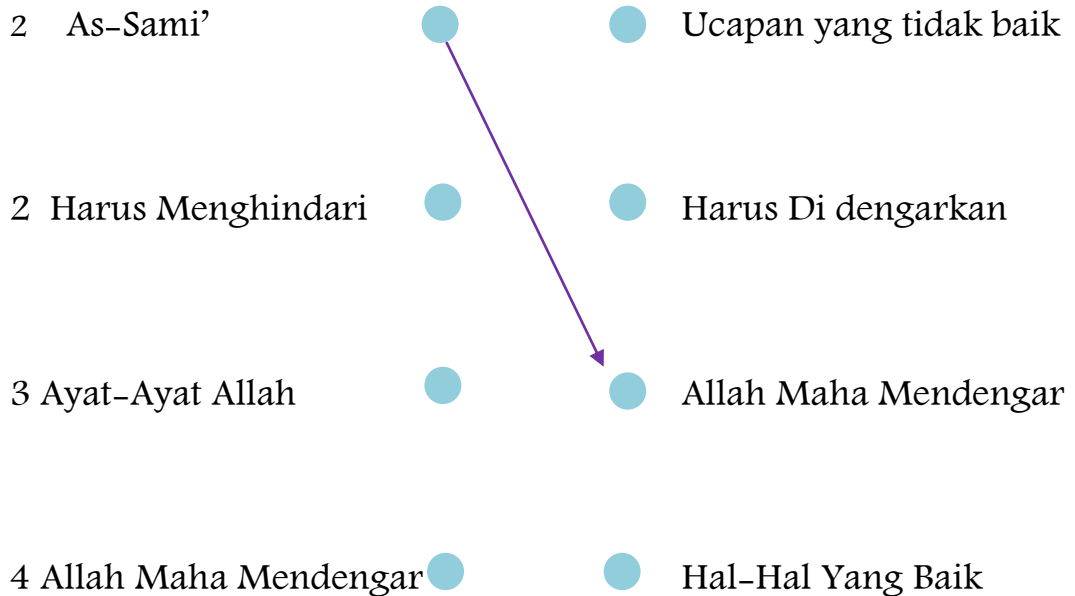 2 As-Sami’ Ucapan yang tidak baik
2 Harus Menghindari Harus Di dengarkan
3 Ayat-Ayat Allah Allah Maha Mendengar
4 Allah Maha Mendengar Hal-Hal Yang Baik